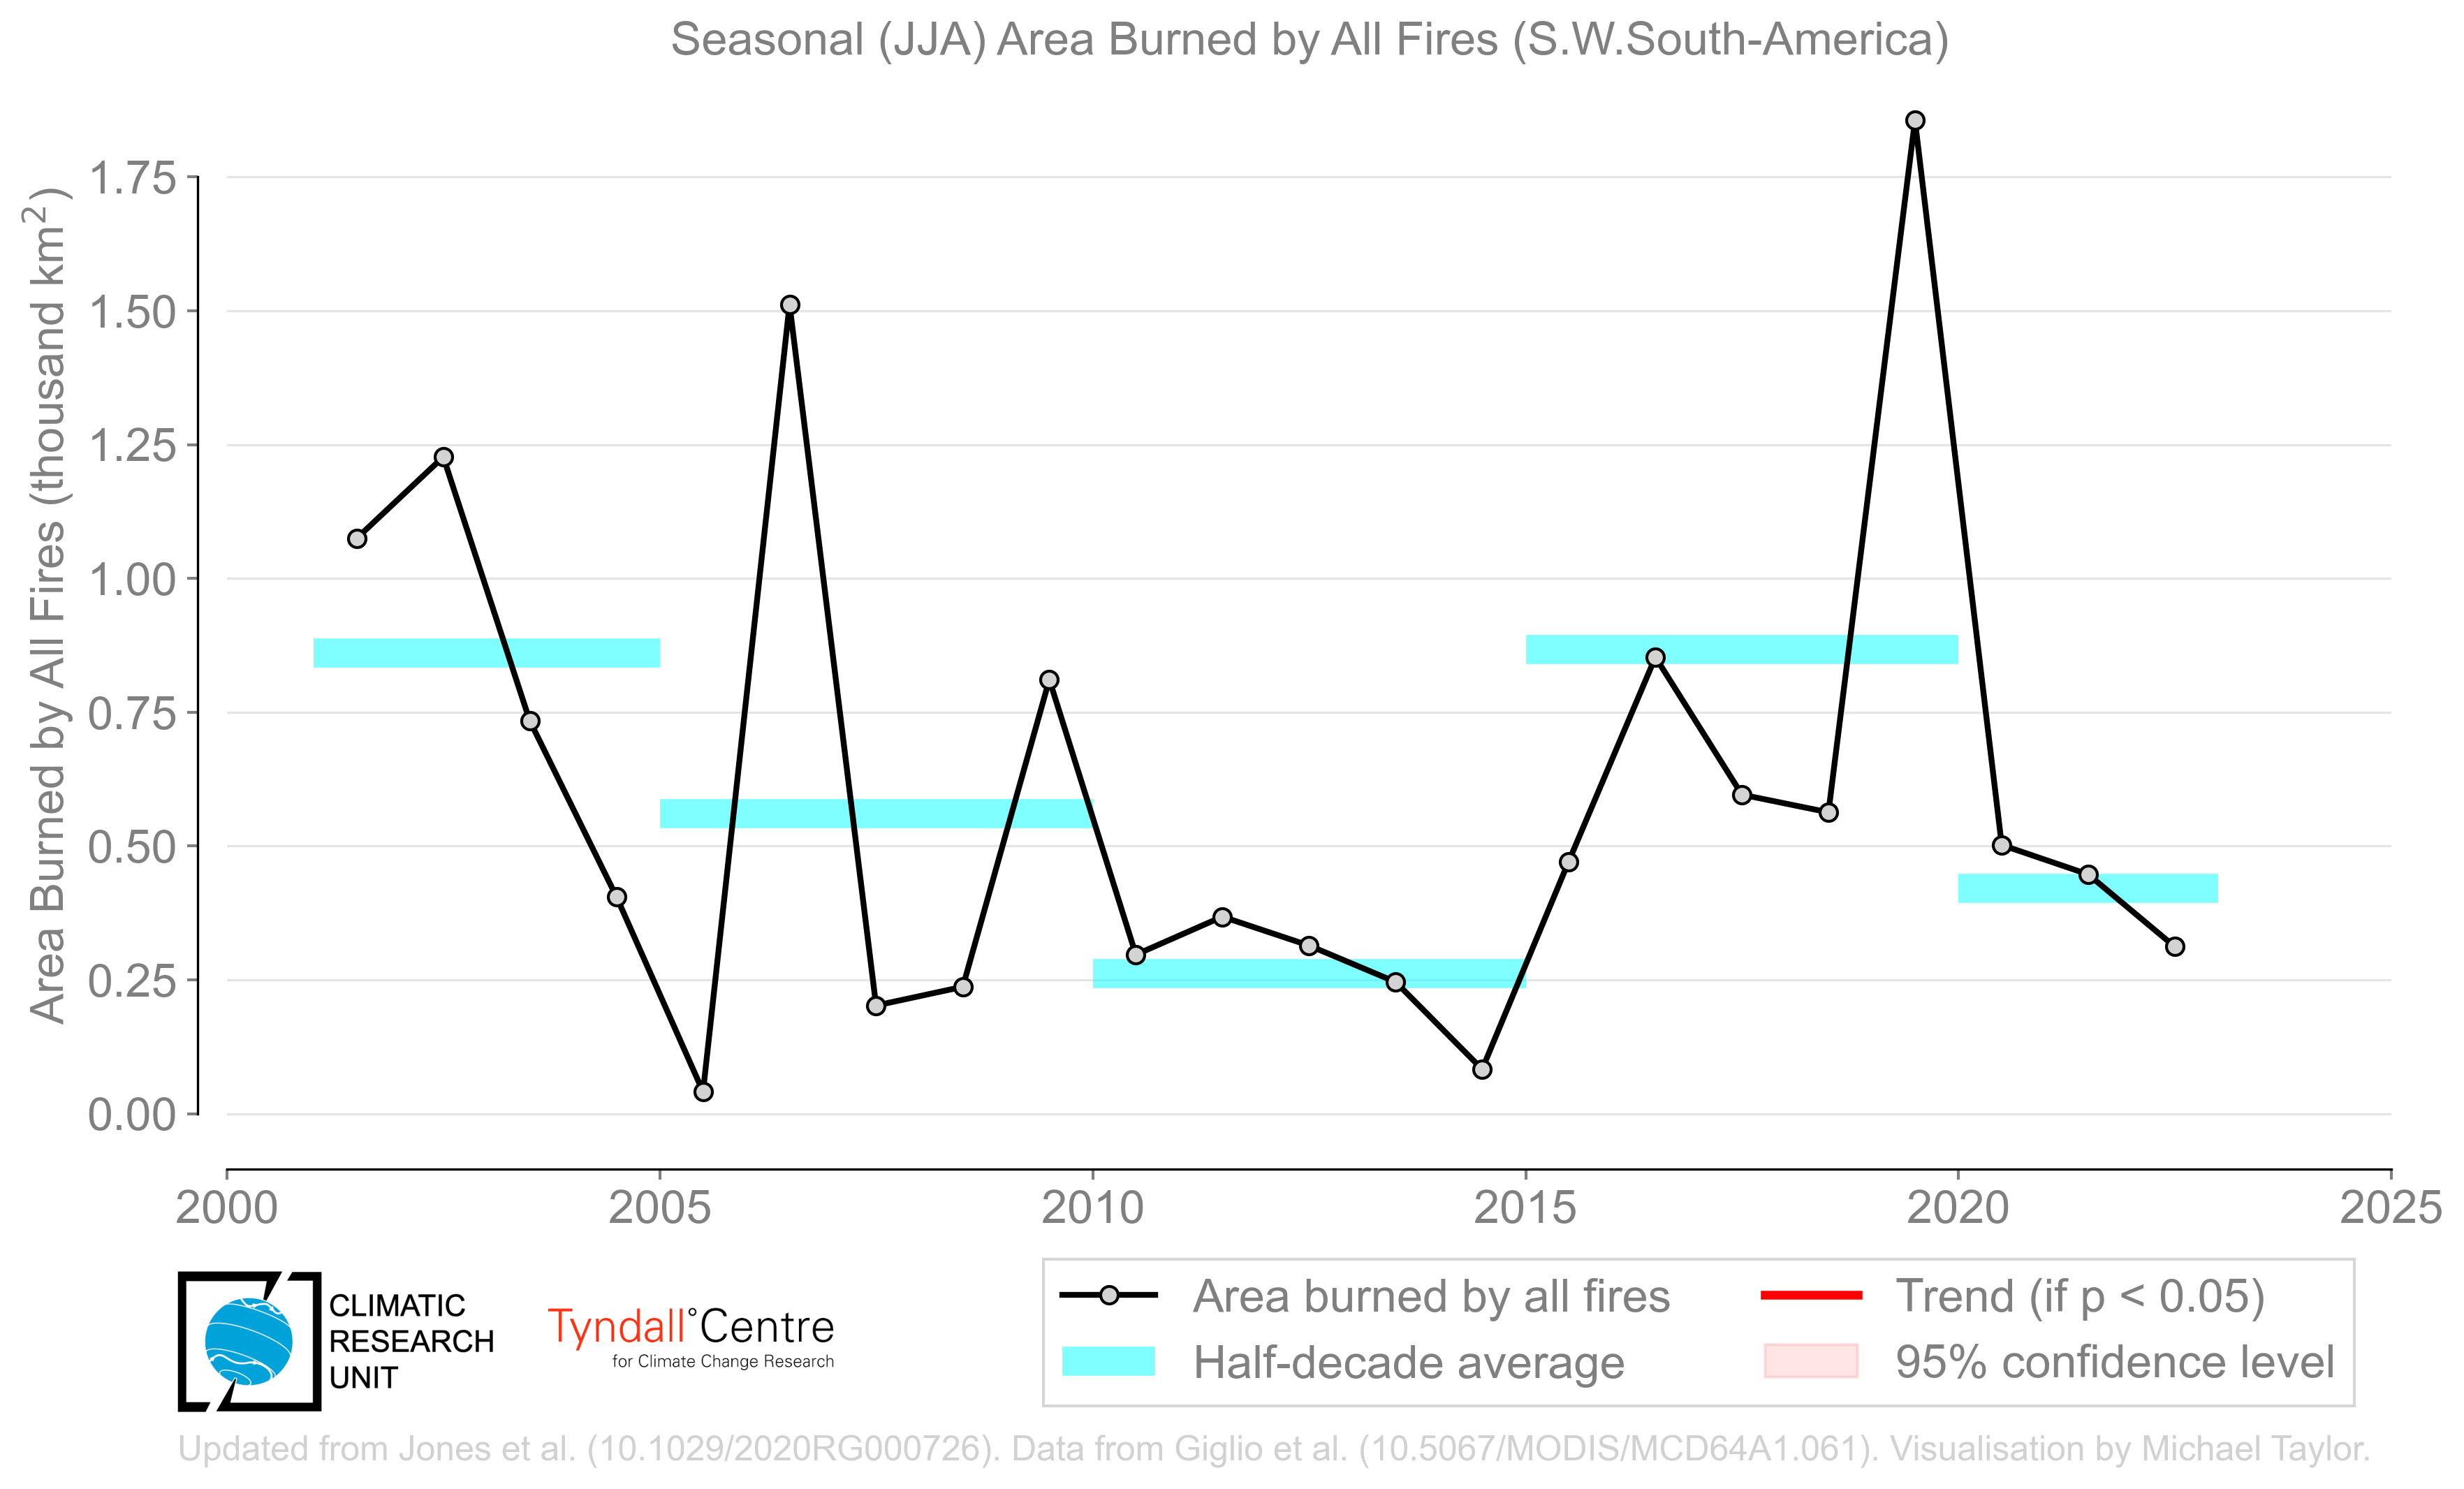 Seasonal (JJA) Area Burned by All Fires (S.W.South-America)
Area Burned by All Fires (thousand km²)
1.75
1.50
1.25
1.00
0.75
0.50
0.25
0.00
2000 2005 2010 2015 2020 2025
CLIMATIC
RESEARCH
UNIT
Tyndall°Centre
for Climate Change Research
Area burned by all fires
Half-decade average
Trend (if p < 0.05)
95% confidence level
Updated from Jones et al. (10.1029/2020RG000726). Data from Giglio et al. (10.5067/MODIS/MCD64A1.061). Visualisation by Michael Taylor.